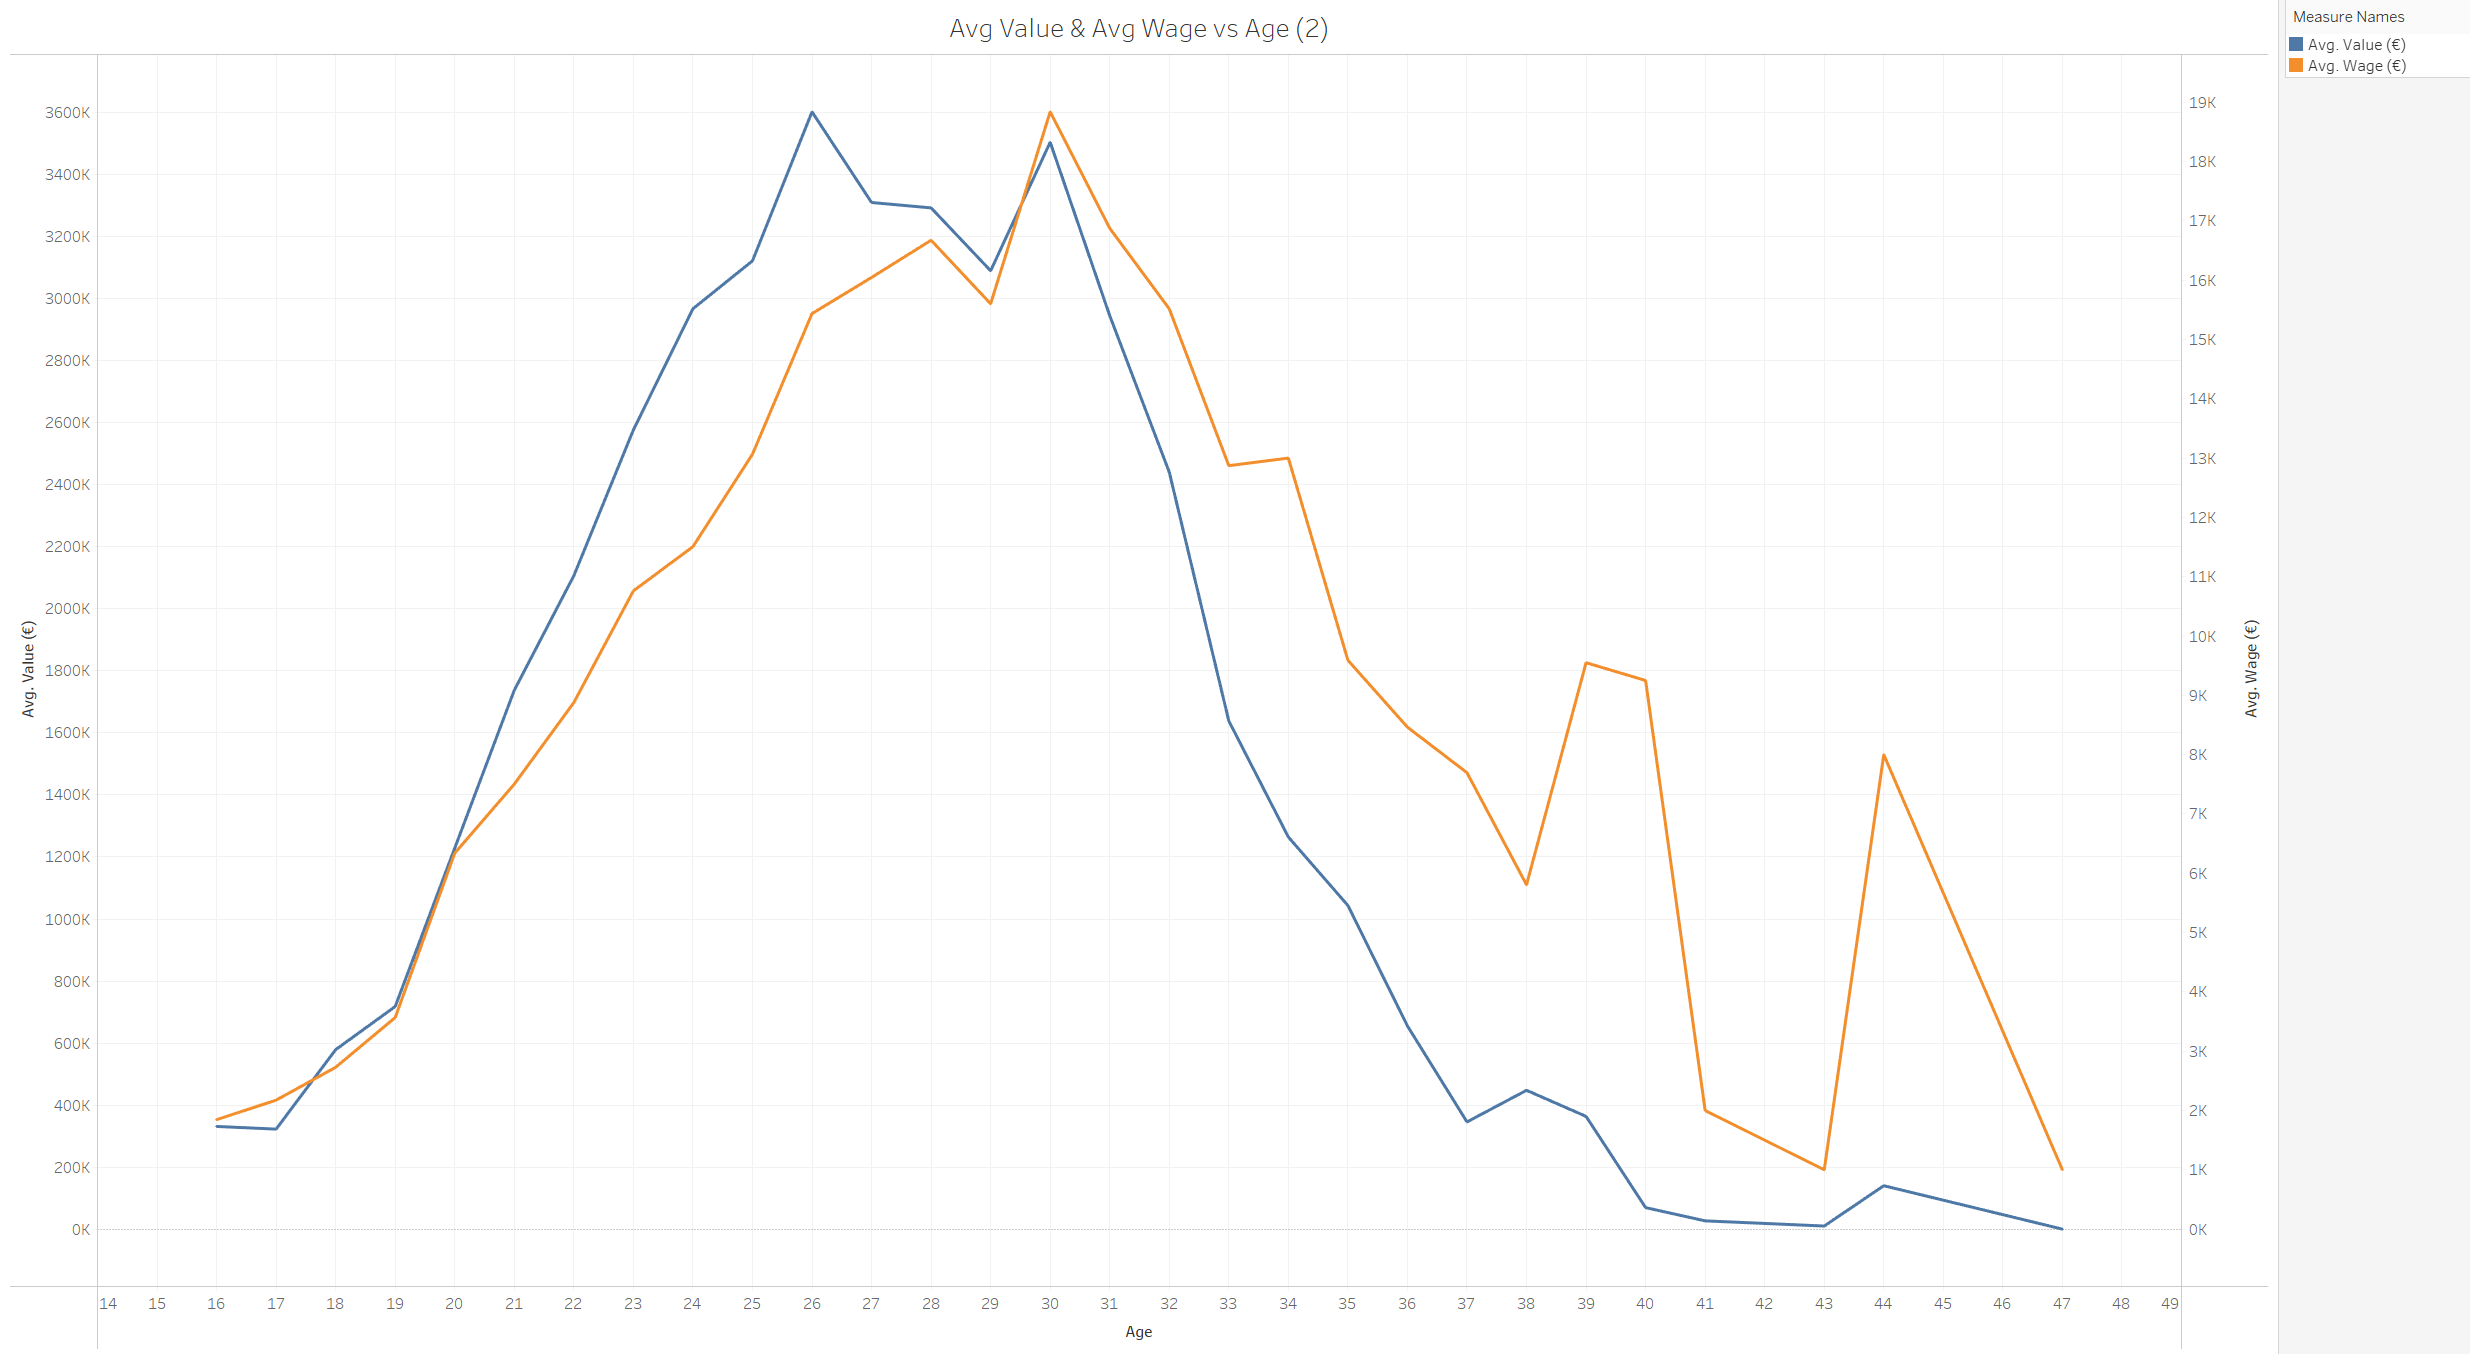 Avg Value & Avg Wage vs Age (2)
Measure Names
Avg. Value (€)
Avg. Wage (€)
Avg. Value (€)
3600K
3400K
3200K
3000K
2800K
2600K
2400K
2200K
2000K
1800K
1600K
1400K
1200K
1000K
800K
600K
400K
200K
0K
19K
18K
17K
16K
15K
14K
13K
12K
11K
10K
9K
8K
7K
6K
5K
4K
3K
2K
1K
0K
Avg. Wage (€)
14 15 16 17 18 19 20 21 22 23 24 25 26 27 28 29 30 31 32 33 34 35 36 37 38 39 40 41 42 43 44 45 46 47 48 49
Age